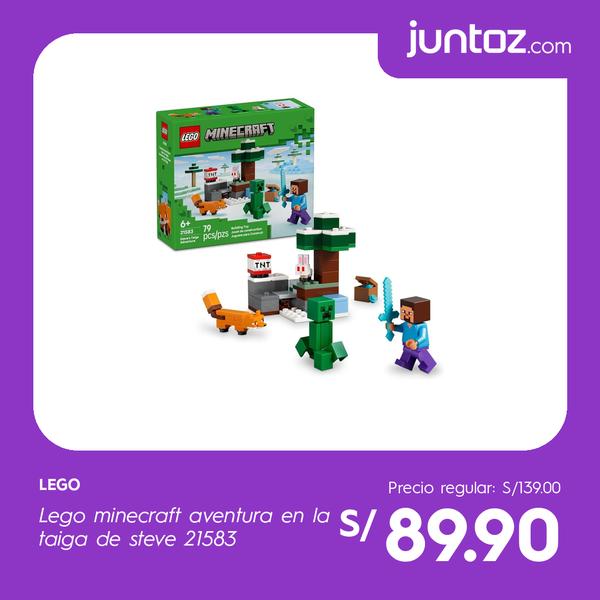 juntoz.com
LEGO
MINECRAFT
TNT
6+
21583
79
pcs/pzs
TNT
LEGO
Precio regular: S/139.00
Lego minecraft aventura en la
taiga de steve 21583
S/ 89.90